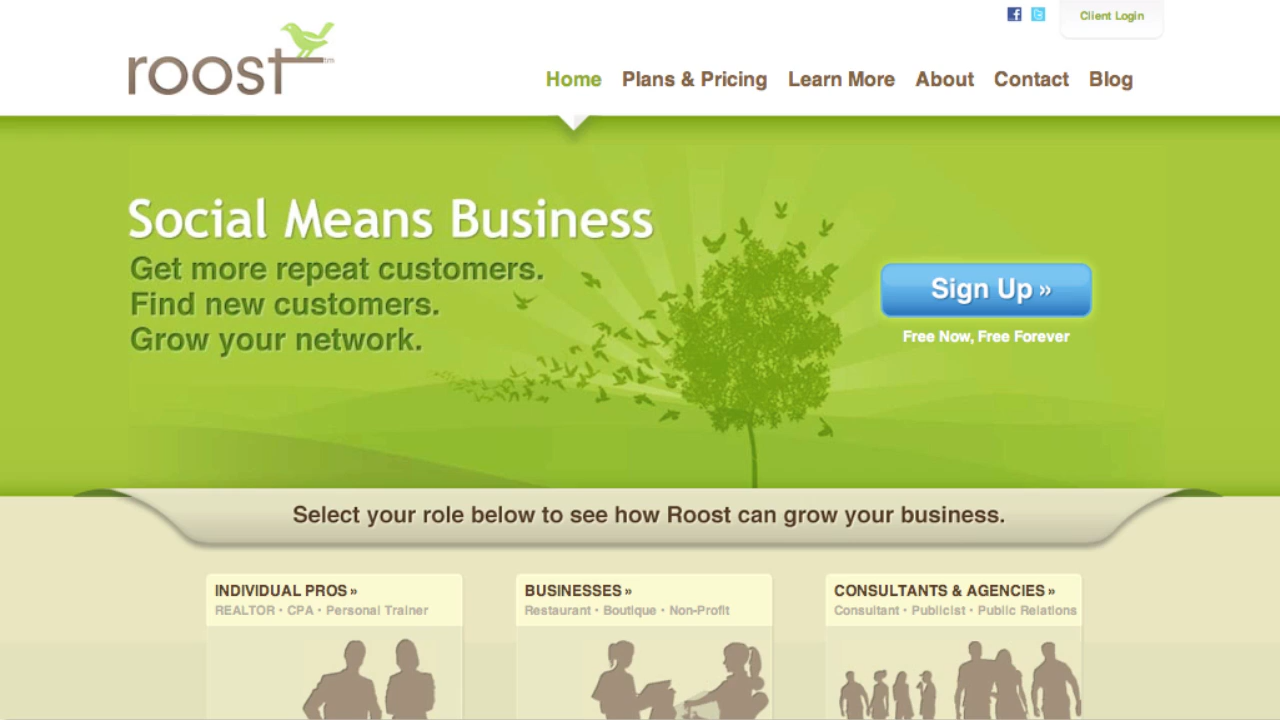 roost tm
Client Login
Home Plans & Pricing Learn More About Contact Blog
Social Means Business
Get more repeat customers.
Find new customers.
Grow your network.
Sign Up »
Free Now, Free Forever
Select your role below to see how Roost can grow your business.
INDIVIDUAL PROS »
REALTOR • CPA • Personal Trainer
BUSINESSES »
Restaurant • Boutique • Non-Profit
CONSULTANTS & AGENCIES »
Consultant • Publicist • Public Relations